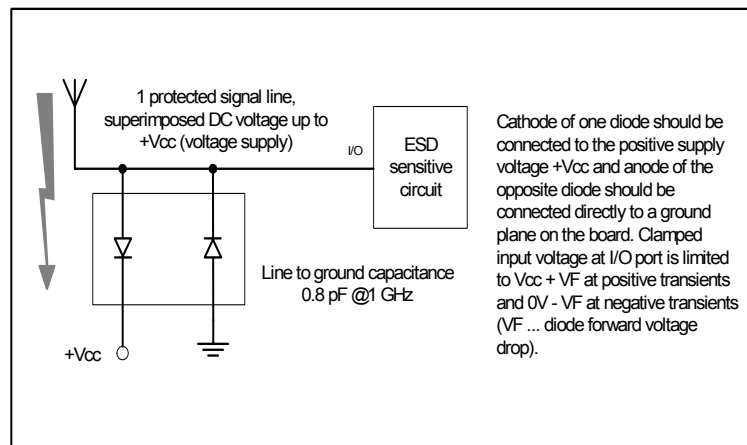 1 protected signal line,
superimposed DC voltage up to
+Vcc (voltage supply)
I/O
ESD
sensitive
circuit
Line to ground capacitance
0.8 pF @1 GHz
+Vcc
Cathode of one diode should be
connected to the positive supply
voltage +Vcc and anode of the
opposite diode should be
connected directly to a ground
plane on the board. Clamped
input voltage at I/O port is limited
to Vcc + VF at positive transients
and 0V - VF at negative transients
(VF ... diode forward voltage
drop).